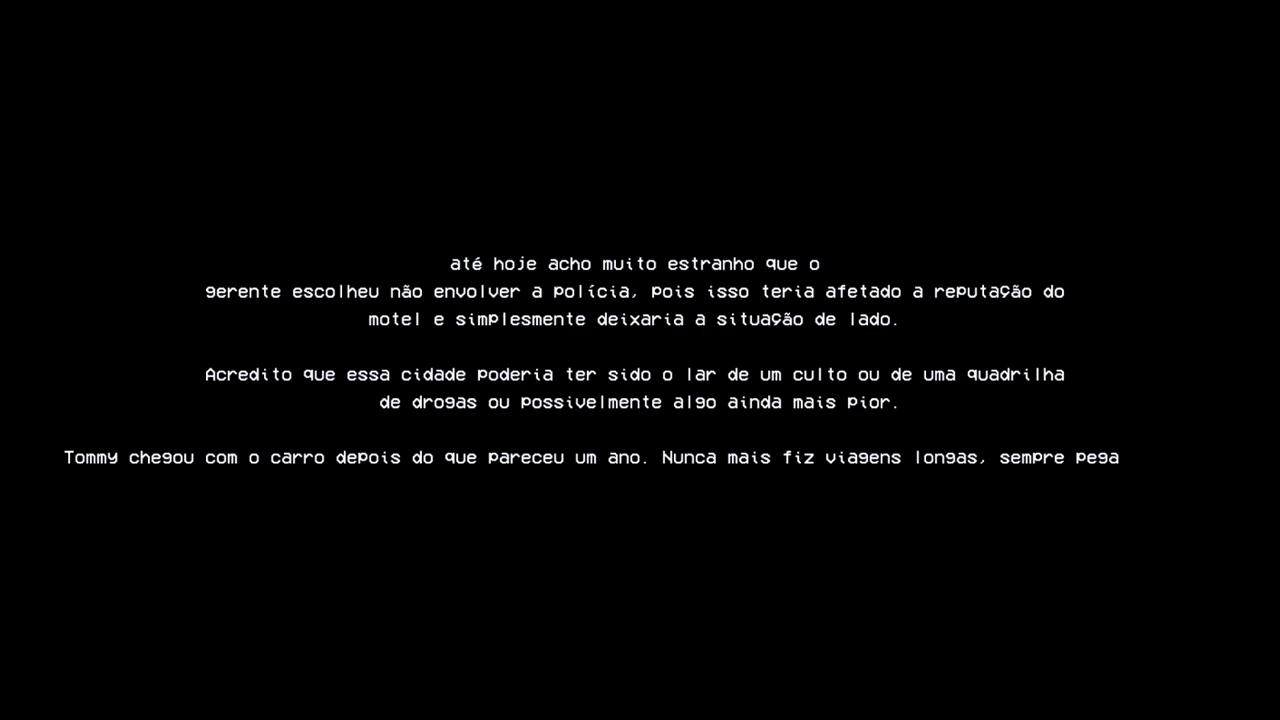 até hoje acho muito estranho que o
gerente escolheu não envolver a polícia, pois isso teria afetado a reputação do
motel e simplesmente deixaria a situação de lado.
Acredito que essa cidade poderia ter sido o lar de um culto ou de uma quadrilha
de drogas ou possivelmente algo ainda mais pior.
Tommy chegou com o carro depois do que pareceu um ano. Nunca mais fiz viagens longas, sempre pega